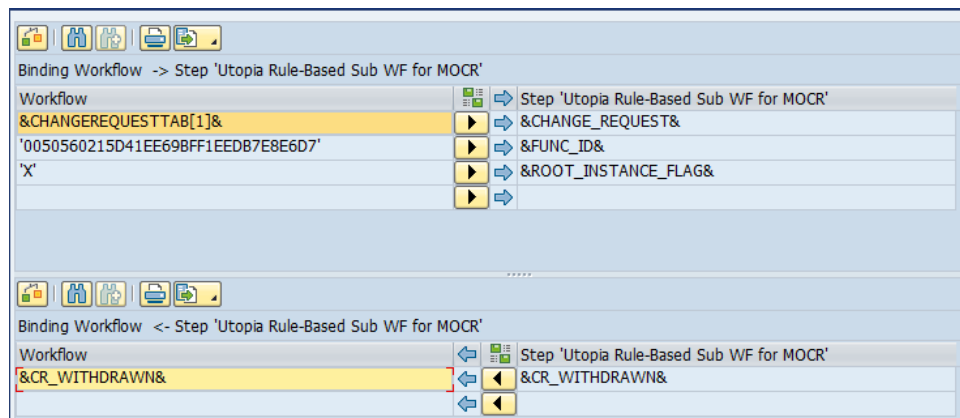 Binding Workflow -> Step 'Utopia Rule-Based Sub WF for MOCR'
Workflow Step 'Utopia Rule-Based Sub WF for MOCR'
&CHANGEREQUESTTAB[1]& &CHANGE_REQUEST&
'0050560215D41EE69BFF1EEDB7E8E6D7' &FUNC_ID&
'X' &ROOT_INSTANCE_FLAG&
Binding Workflow <- Step 'Utopia Rule-Based Sub WF for MOCR'
Workflow Step 'Utopia Rule-Based Sub WF for MOCR'
&CR_WITHDRAWN& &CR_WITHDRAWN&